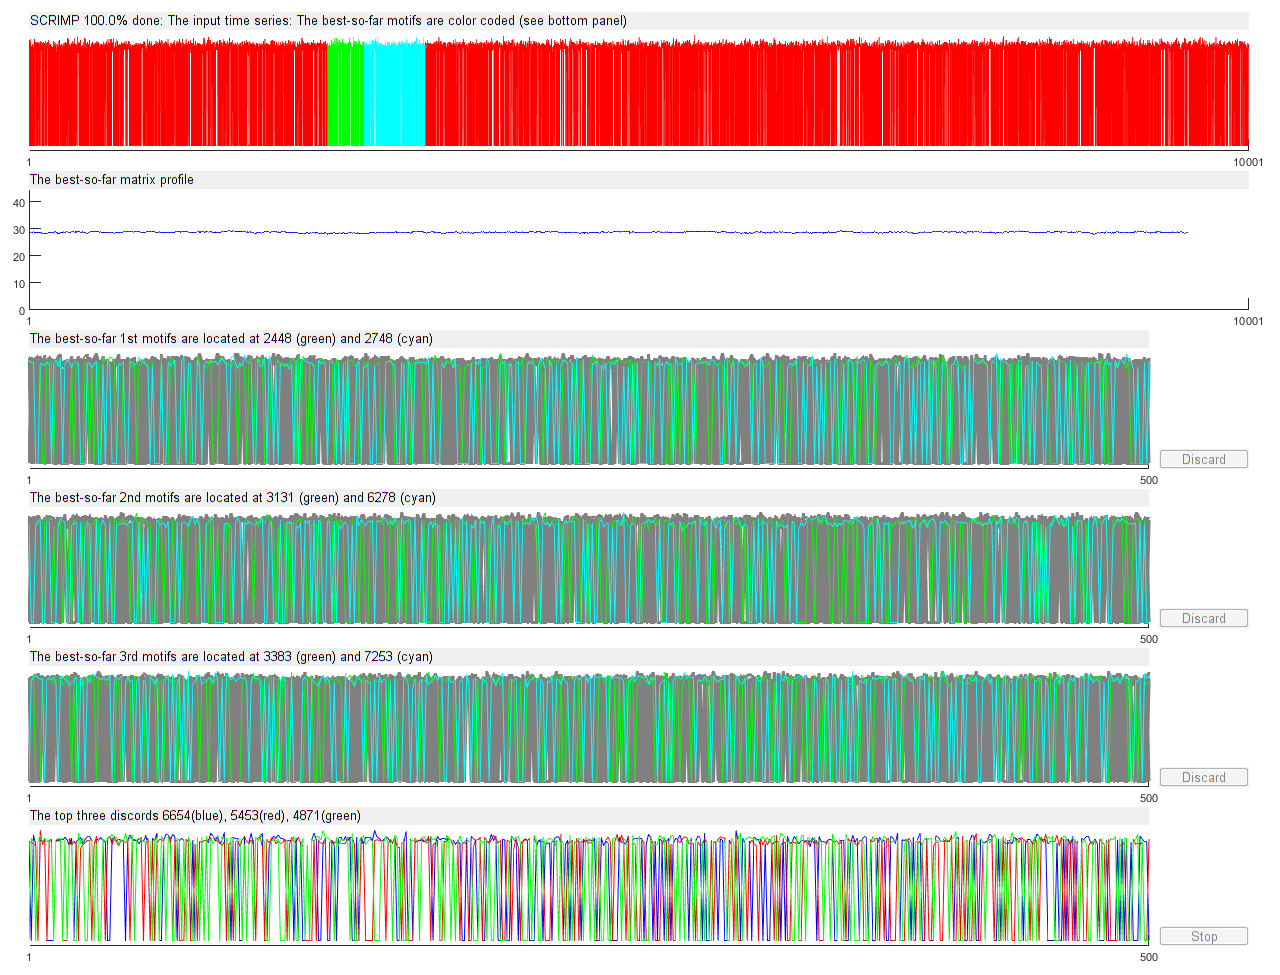 SCRIMP 100.0% done: The input time series: The best-so-far motifs are color coded (see bottom panel)
1 10001
The best-so-far matrix profile
40
30
20
10
0
1 10001
The best-so-far 1st motifs are located at 2448 (green) and 2748 (cyan)
Discard
1 500
The best-so-far 2nd motifs are located at 3131 (green) and 6278 (cyan)
Discard
1 500
The best-so-far 3rd motifs are located at 3383 (green) and 7253 (cyan)
Discard
1 500
The top three discords 6654(blue), 5453(red), 4871(green)
Stop
1 500